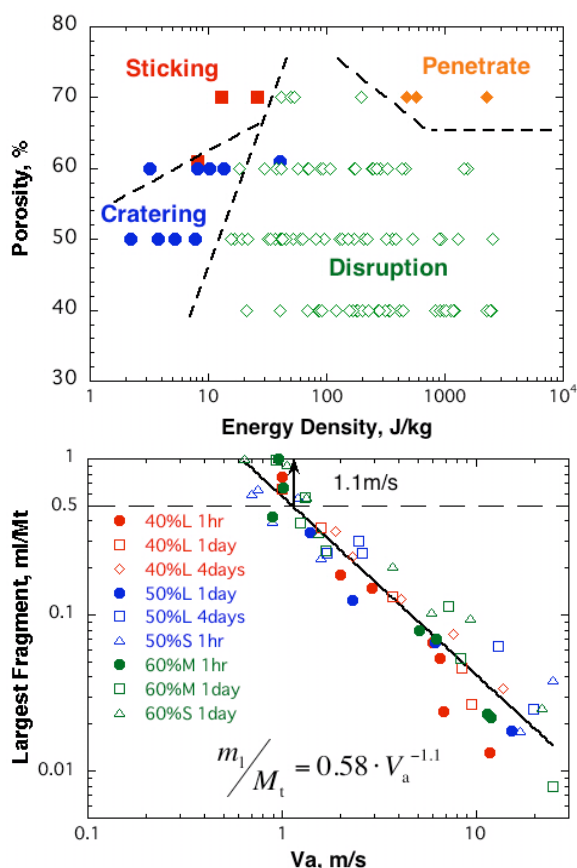 80
70
60
50
40
30
Porosity, %
Sticking
Penetrate
Cratering
Disruption
1
10
100
1000
10⁴
Energy Density, J/kg
1
0.5
0.1
0.01
Largest Fragment, ml/Mt
1.1m/s
40%L 1hr
40%L 1day
40%L 4days
50%L 1day
50%L 4days
50%S 1hr
60%M 1hr
60%M 1day
60%S 1day
m₁/Mₜ = 0.58 · Vₐ⁻¹·¹
0.1
1
10
Va, m/s